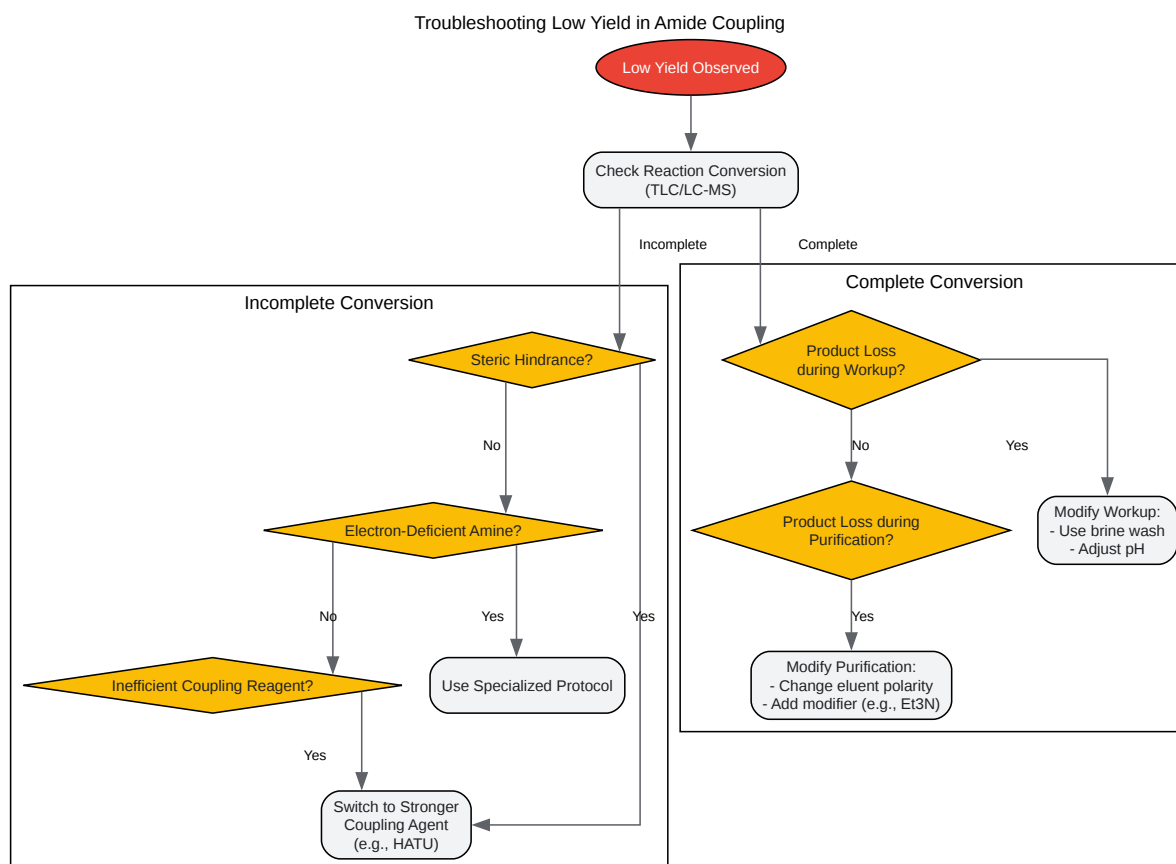 Troubleshooting Low Yield in Amide Coupling
Low Yield Observed
Check Reaction Conversion
(TLC/LC-MS)
Incomplete
Complete
Incomplete Conversion
Steric Hindrance?
No
Electron-Deficient Amine?
No
Yes
Yes
Inefficient Coupling Reagent?
Use Specialized Protocol
Yes
Switch to Stronger
Coupling Agent
(e.g., HATU)
Complete Conversion
Product Loss
during Workup?
No
Yes
Product Loss during
Purification?
Modify Workup:
- Use brine wash
- Adjust pH
Yes
Modify Purification:
- Change eluent polarity
- Add modifier (e.g., Et3N)